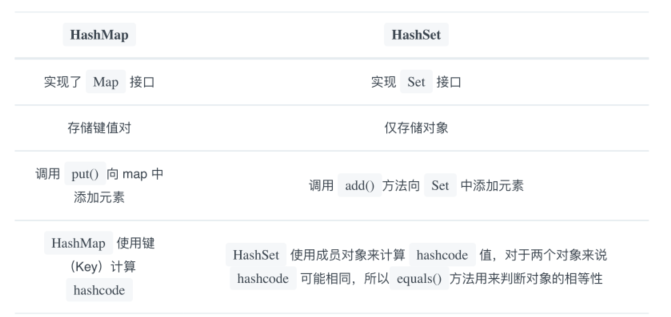 HashMap HashSet
实现了 Map 接口 实现 Set 接口
存储键值对 仅存储对象
调用 put() 向 map 中
添加元素
调用 add() 方法向 Set 中添加元素
HashMap 使用键
（Key）计算
hashcode
HashSet 使用成员对象来计算 hashcode 值，对于两个对象来说
hashcode 可能相同，所以 equals() 方法用来判断对象的相等性